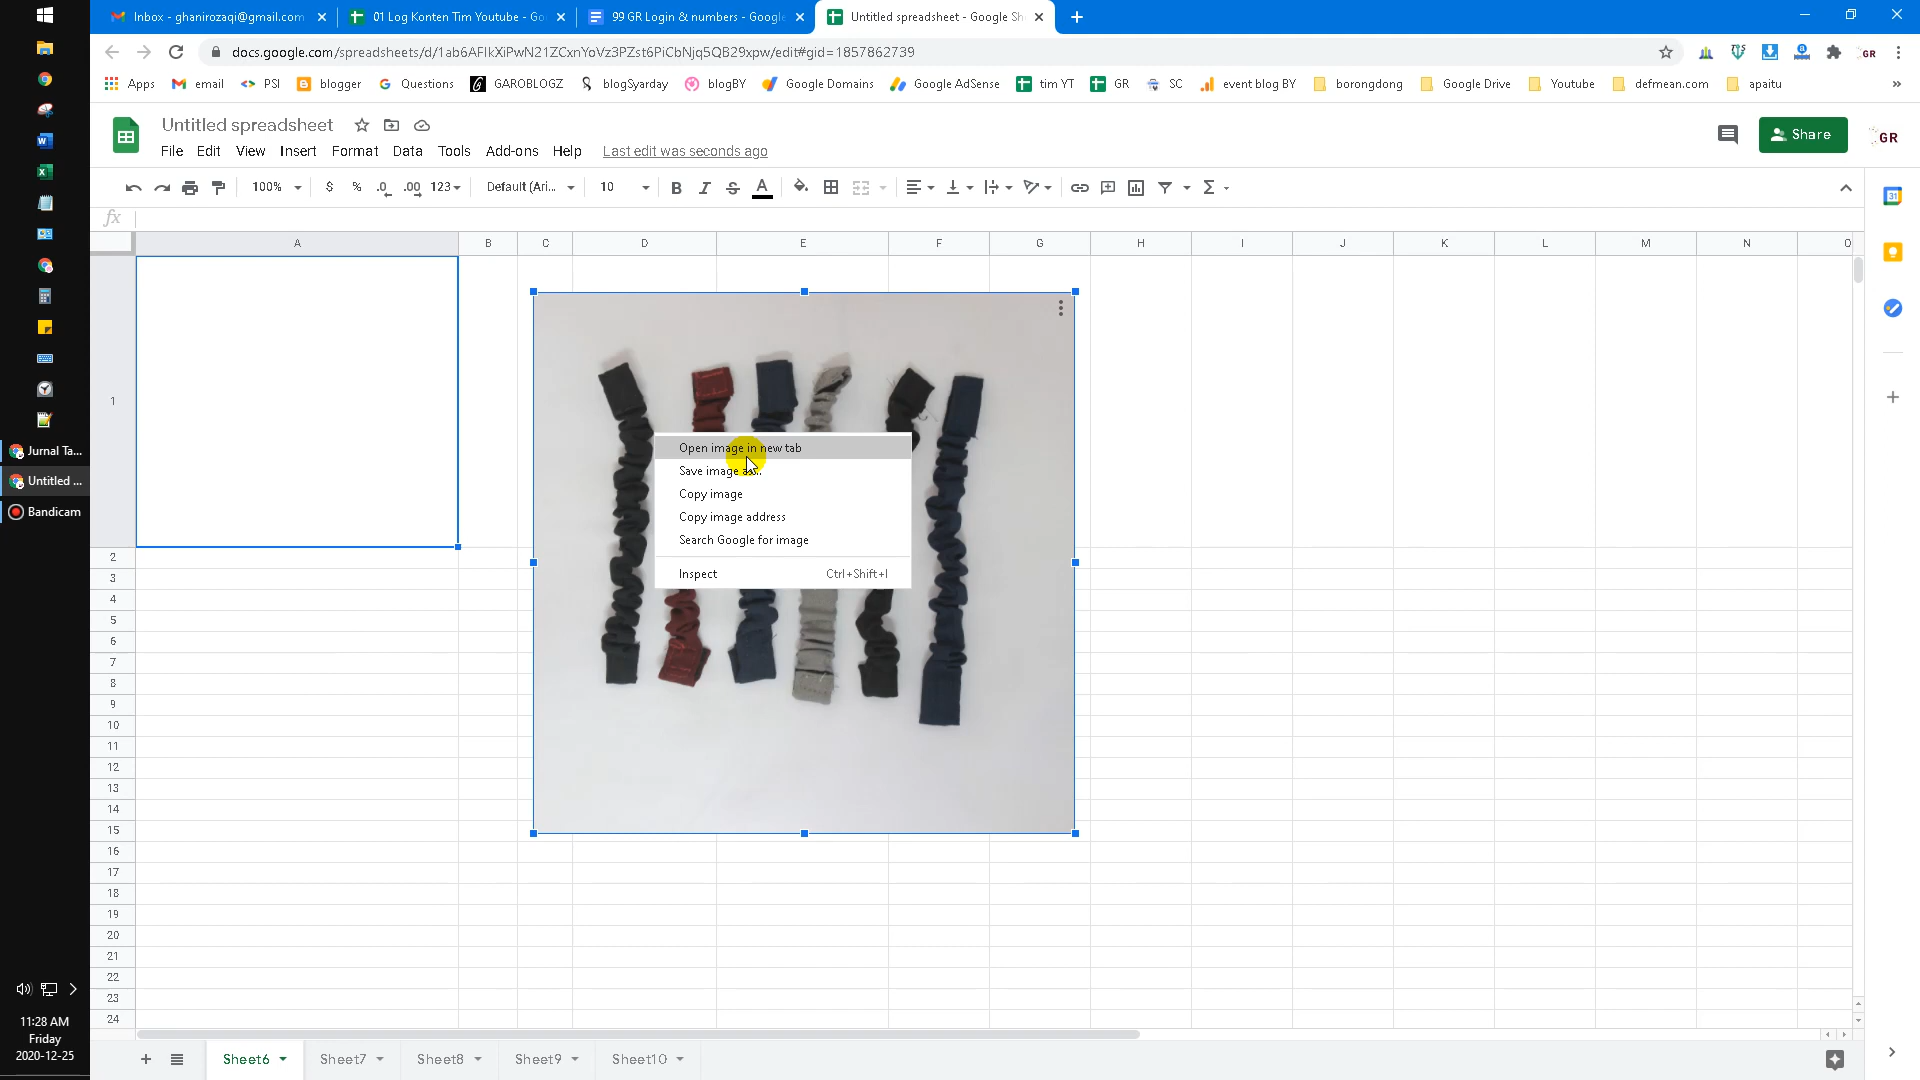 Inbox - ghanirozaqi@gmail.com
01 Log Konten Tim Youtube - Go
99 GR Login & numbers - Google
Untitled spreadsheet - Google Sh
docs.google.com/spreadsheets/d/1ab6AFIkXiPwN21ZCxnYoVz3PZst6PiCbNjq5QB29xpw/edit#gid=1857862739
Apps email PSI blogger Questions GAROBLOGZ blogSyarday blogBY Google Domains Google AdSense tim YT GR SC event blog BY borongdong Google Drive Youtube defmean.com apaitu »
Untitled spreadsheet
File Edit View Insert Format Data Tools Add-ons Help Last edit was seconds ago
Share
GR
100% $ % .0 .00 123 Default (Ari... 10 B I S A Σ
fx
A B C D E F G H I J K L M N O
1
2
3
4
5
6
7
8
9
10
11
12
13
14
15
16
17
18
19
20
21
22
23
24
Open image in new tab
Save image as...
Copy image
Copy image address
Search Google for image
Inspect Ctrl+Shift+I
Sheet6 Sheet7 Sheet8 Sheet9 Sheet10
Jurnal Ta...
Untitled ...
Bandicam
11:28 AM
Friday
2020-12-25